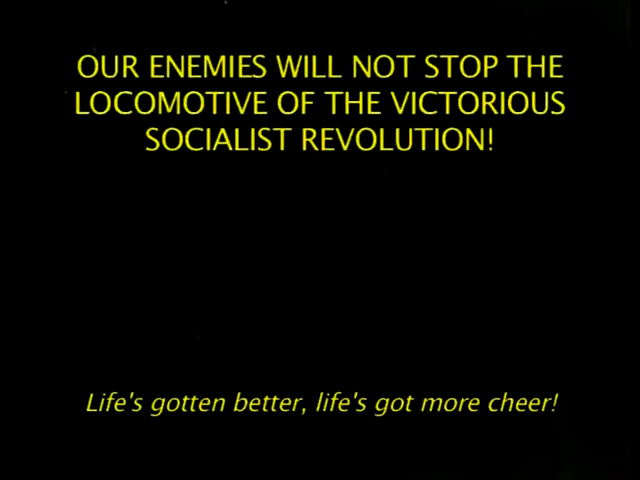 OUR ENEMIES WILL NOT STOP THE
LOCOMOTIVE OF THE VICTORIOUS
SOCIALIST REVOLUTION!
Life's gotten better, life's got more cheer!